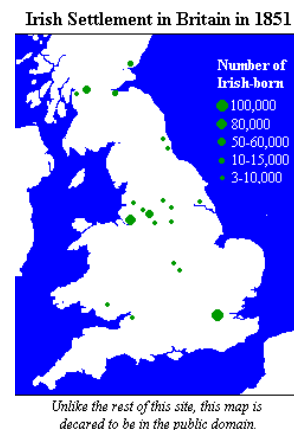 Irish Settlement in Britain in 1851
Number of
Irish-born
100,000
80,000
50-60,000
10-15,000
3-10,000
Unlike the rest of this site, this map is
decared to be in the public domain.